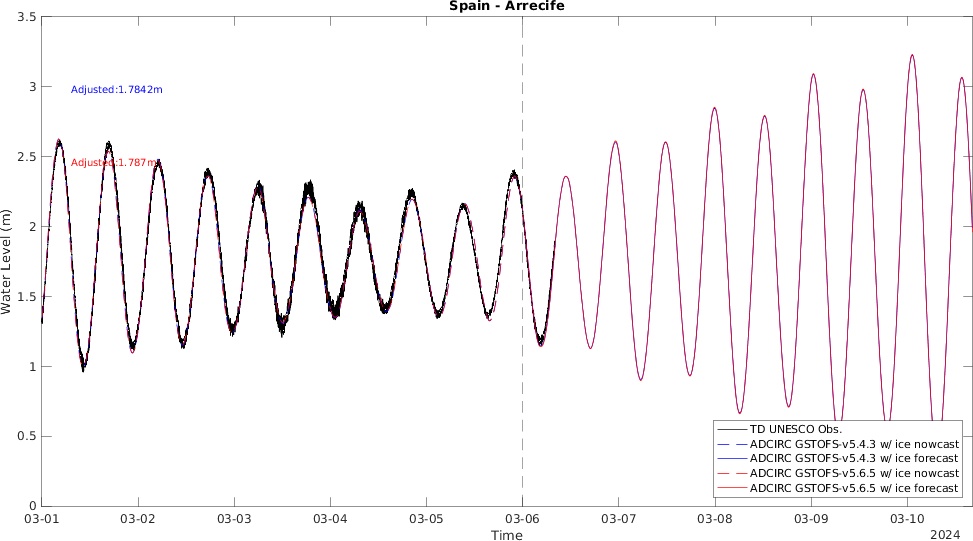 Spain - Arrecife
3.5
3
2.5
2
1.5
1
0.5
0
Water Level (m)
Adjusted:1.7842m
Adjusted:1.787m
TD UNESCO Obs.
ADCIRC GSTOFS-v5.4.3 w/ ice nowcast
ADCIRC GSTOFS-v5.4.3 w/ ice forecast
ADCIRC GSTOFS-v5.6.5 w/ ice nowcast
ADCIRC GSTOFS-v5.6.5 w/ ice forecast
03-01 03-02 03-03 03-04 03-05 03-06 03-07 03-08 03-09 03-10
Time
2024